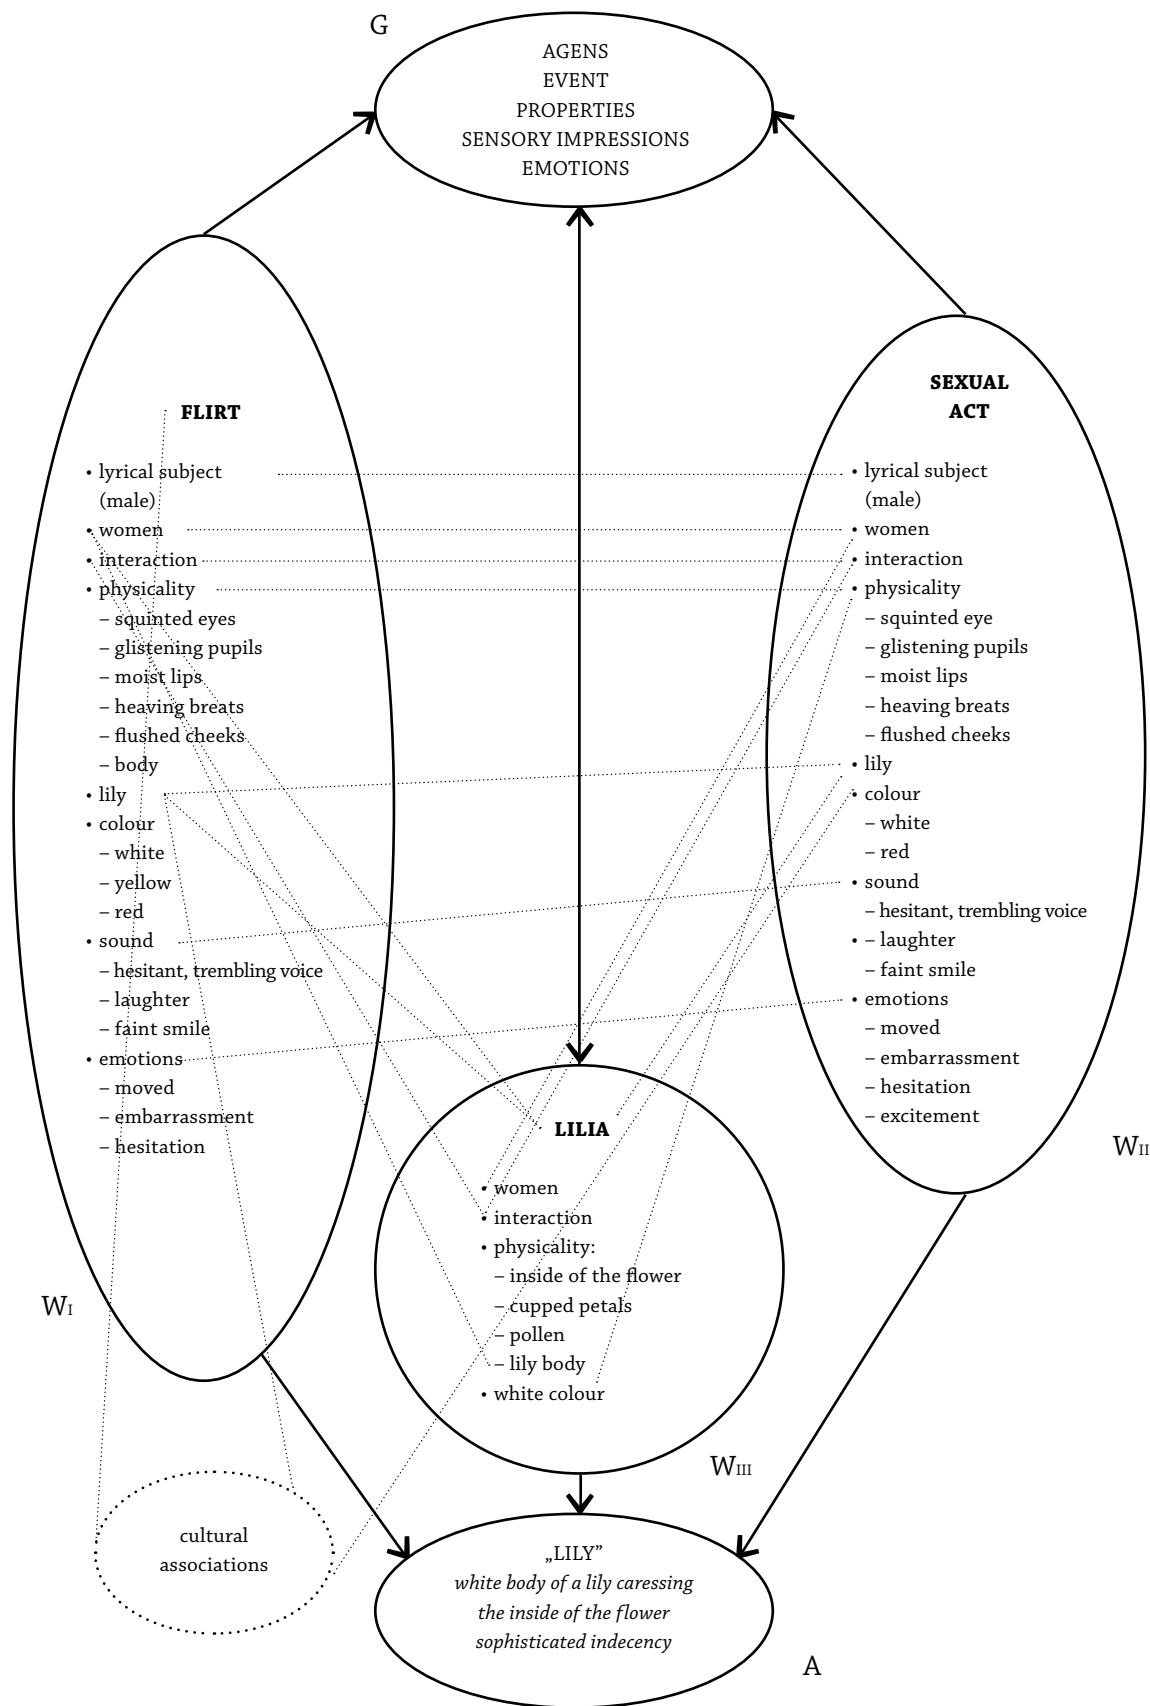 G
AGENS
EVENT
PROPERTIES
SENSORY IMPRESSIONS
EMOTIONS
FLIRT
• lyrical subject
(male)
• women
• interaction
• physicality
– squinted eyes
– glistening pupils
– moist lips
– heaving breats
– flushed cheeks
– body
• lily
• colour
– white
– yellow
– red
• sound
– hesitant, trembling voice
– laughter
– faint smile
• emotions
– moved
– embarrassment
– hesitation
WI
SEXUAL
ACT
• lyrical subject
(male)
• women
• interaction
• physicality
– squinted eye
– glistening pupils
– moist lips
– heaving breats
– flushed cheeks
• lily
• colour
– white
– red
• sound
– hesitant, trembling voice
• – laughter
– faint smile
• emotions
– moved
– embarrassment
– hesitation
– excitement
WII
LILIA
• women
• interaction
• physicality:
– inside of the flower
– cupped petals
– pollen
– lily body
• white colour
WIII
cultural
associations
„LILY”
white body of a lily caressing
the inside of the flower
sophisticated indecency
A